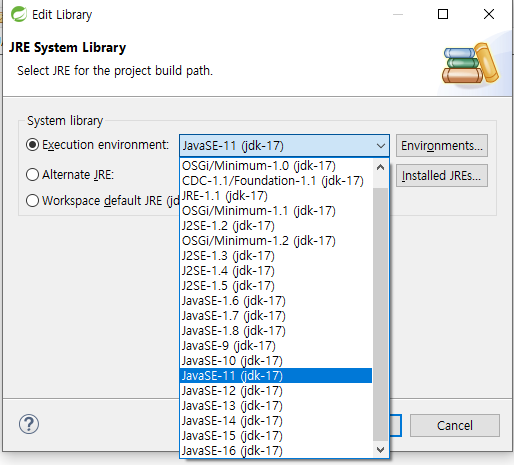 Edit Library
JRE System Library
Select JRE for the project build path.
System library
Execution environment:
JavaSE-11 (jdk-17)
Environments...
Alternate JRE:
Installed JREs...
Workspace default JRE (jd
OSGi/Minimum-1.0 (jdk-17)
CDC-1.1/Foundation-1.1 (jdk-17)
JRE-1.1 (jdk-17)
OSGi/Minimum-1.1 (jdk-17)
J2SE-1.2 (jdk-17)
OSGi/Minimum-1.2 (jdk-17)
J2SE-1.3 (jdk-17)
J2SE-1.4 (jdk-17)
J2SE-1.5 (jdk-17)
JavaSE-1.6 (jdk-17)
JavaSE-1.7 (jdk-17)
JavaSE-1.8 (jdk-17)
JavaSE-9 (jdk-17)
JavaSE-10 (jdk-17)
JavaSE-11 (jdk-17)
JavaSE-12 (jdk-17)
JavaSE-13 (jdk-17)
JavaSE-14 (jdk-17)
JavaSE-15 (jdk-17)
JavaSE-16 (jdk-17)
Cancel